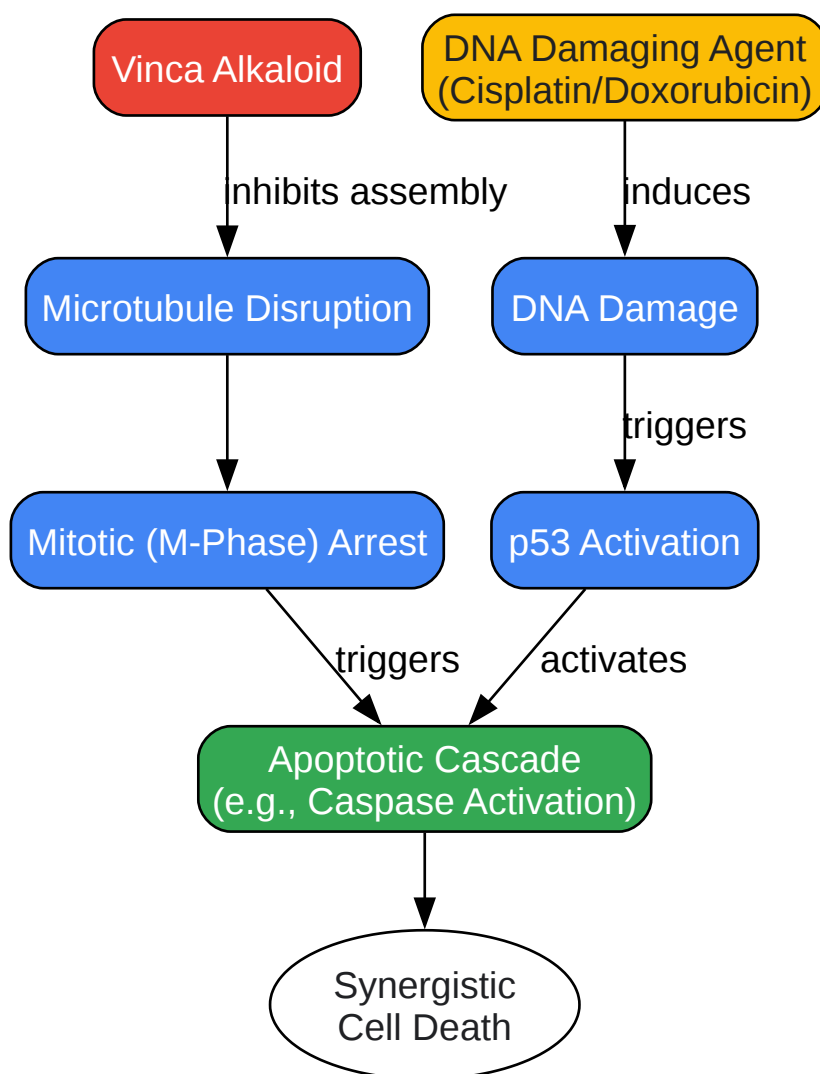 Vinca Alkaloid
DNA Damaging Agent
(Cisplatin/Doxorubicin)
inhibits assembly
induces
Microtubule Disruption
DNA Damage
triggers
Mitotic (M-Phase) Arrest
p53 Activation
triggers
activates
Apoptotic Cascade
(e.g., Caspase Activation)
Synergistic
Cell Death